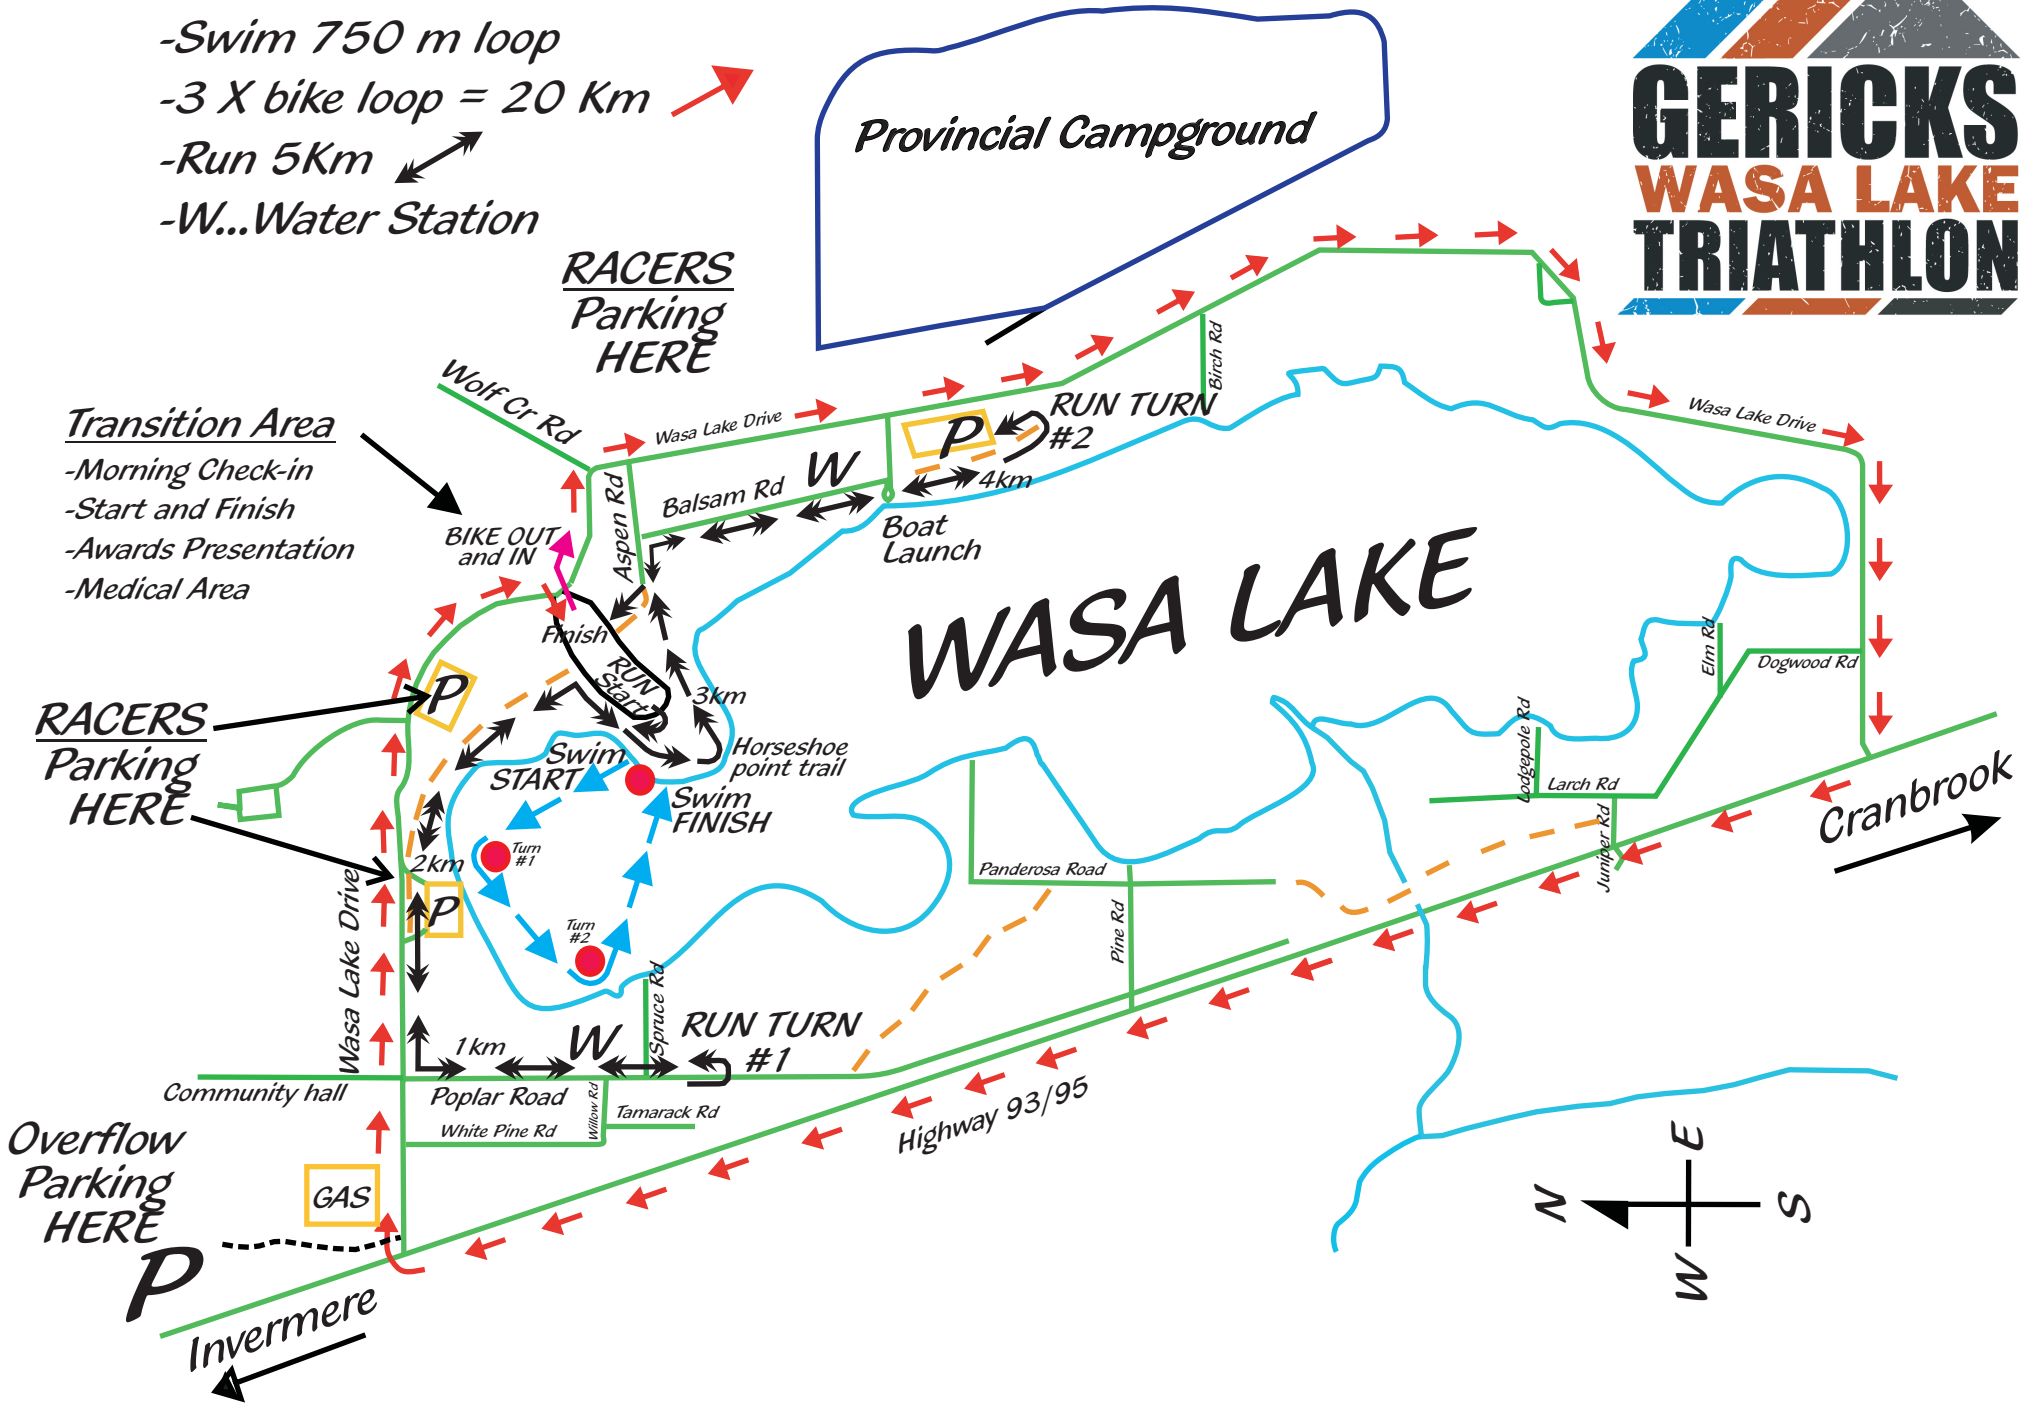 -Swim 750 m loop
-3 X bike loop = 20 Km
-Run 5Km
-W...Water Station
GERICKS
WASA LAKE
TRIATHLON
Provincial Campground
RACERS
Parking
HERE
Wolf Cr Rd
Transition Area
-Morning Check-in
-Start and Finish
-Awards Presentation
-Medical Area
BIKE OUT
and IN
Wasa Lake Drive
Aspen Rd
Balsam Rd
W
P
RUN TURN
#2
4km
Birch Rd
Boat
Launch
Wasa Lake Drive
WASA LAKE
Finish
RUN
Start
3km
Horseshoe
point trail
RACERS
Parking
HERE
P
Swim
START
Swim
FINISH
Turn
#1
Turn
#2
2km
P
Wasa Lake Drive
Elm Rd
Dogwood Rd
Lodgepole Rd
Larch Rd
Juniper Rd
Cranbrook
Panderosa Road
Pine Rd
Spruce Rd
RUN TURN
#1
1km
W
Community hall
Poplar Road
Willow Rd
Tamarack Rd
White Pine Rd
Highway 93/95
Overflow
Parking
HERE
P
GAS
Invermere
E
N
S
W